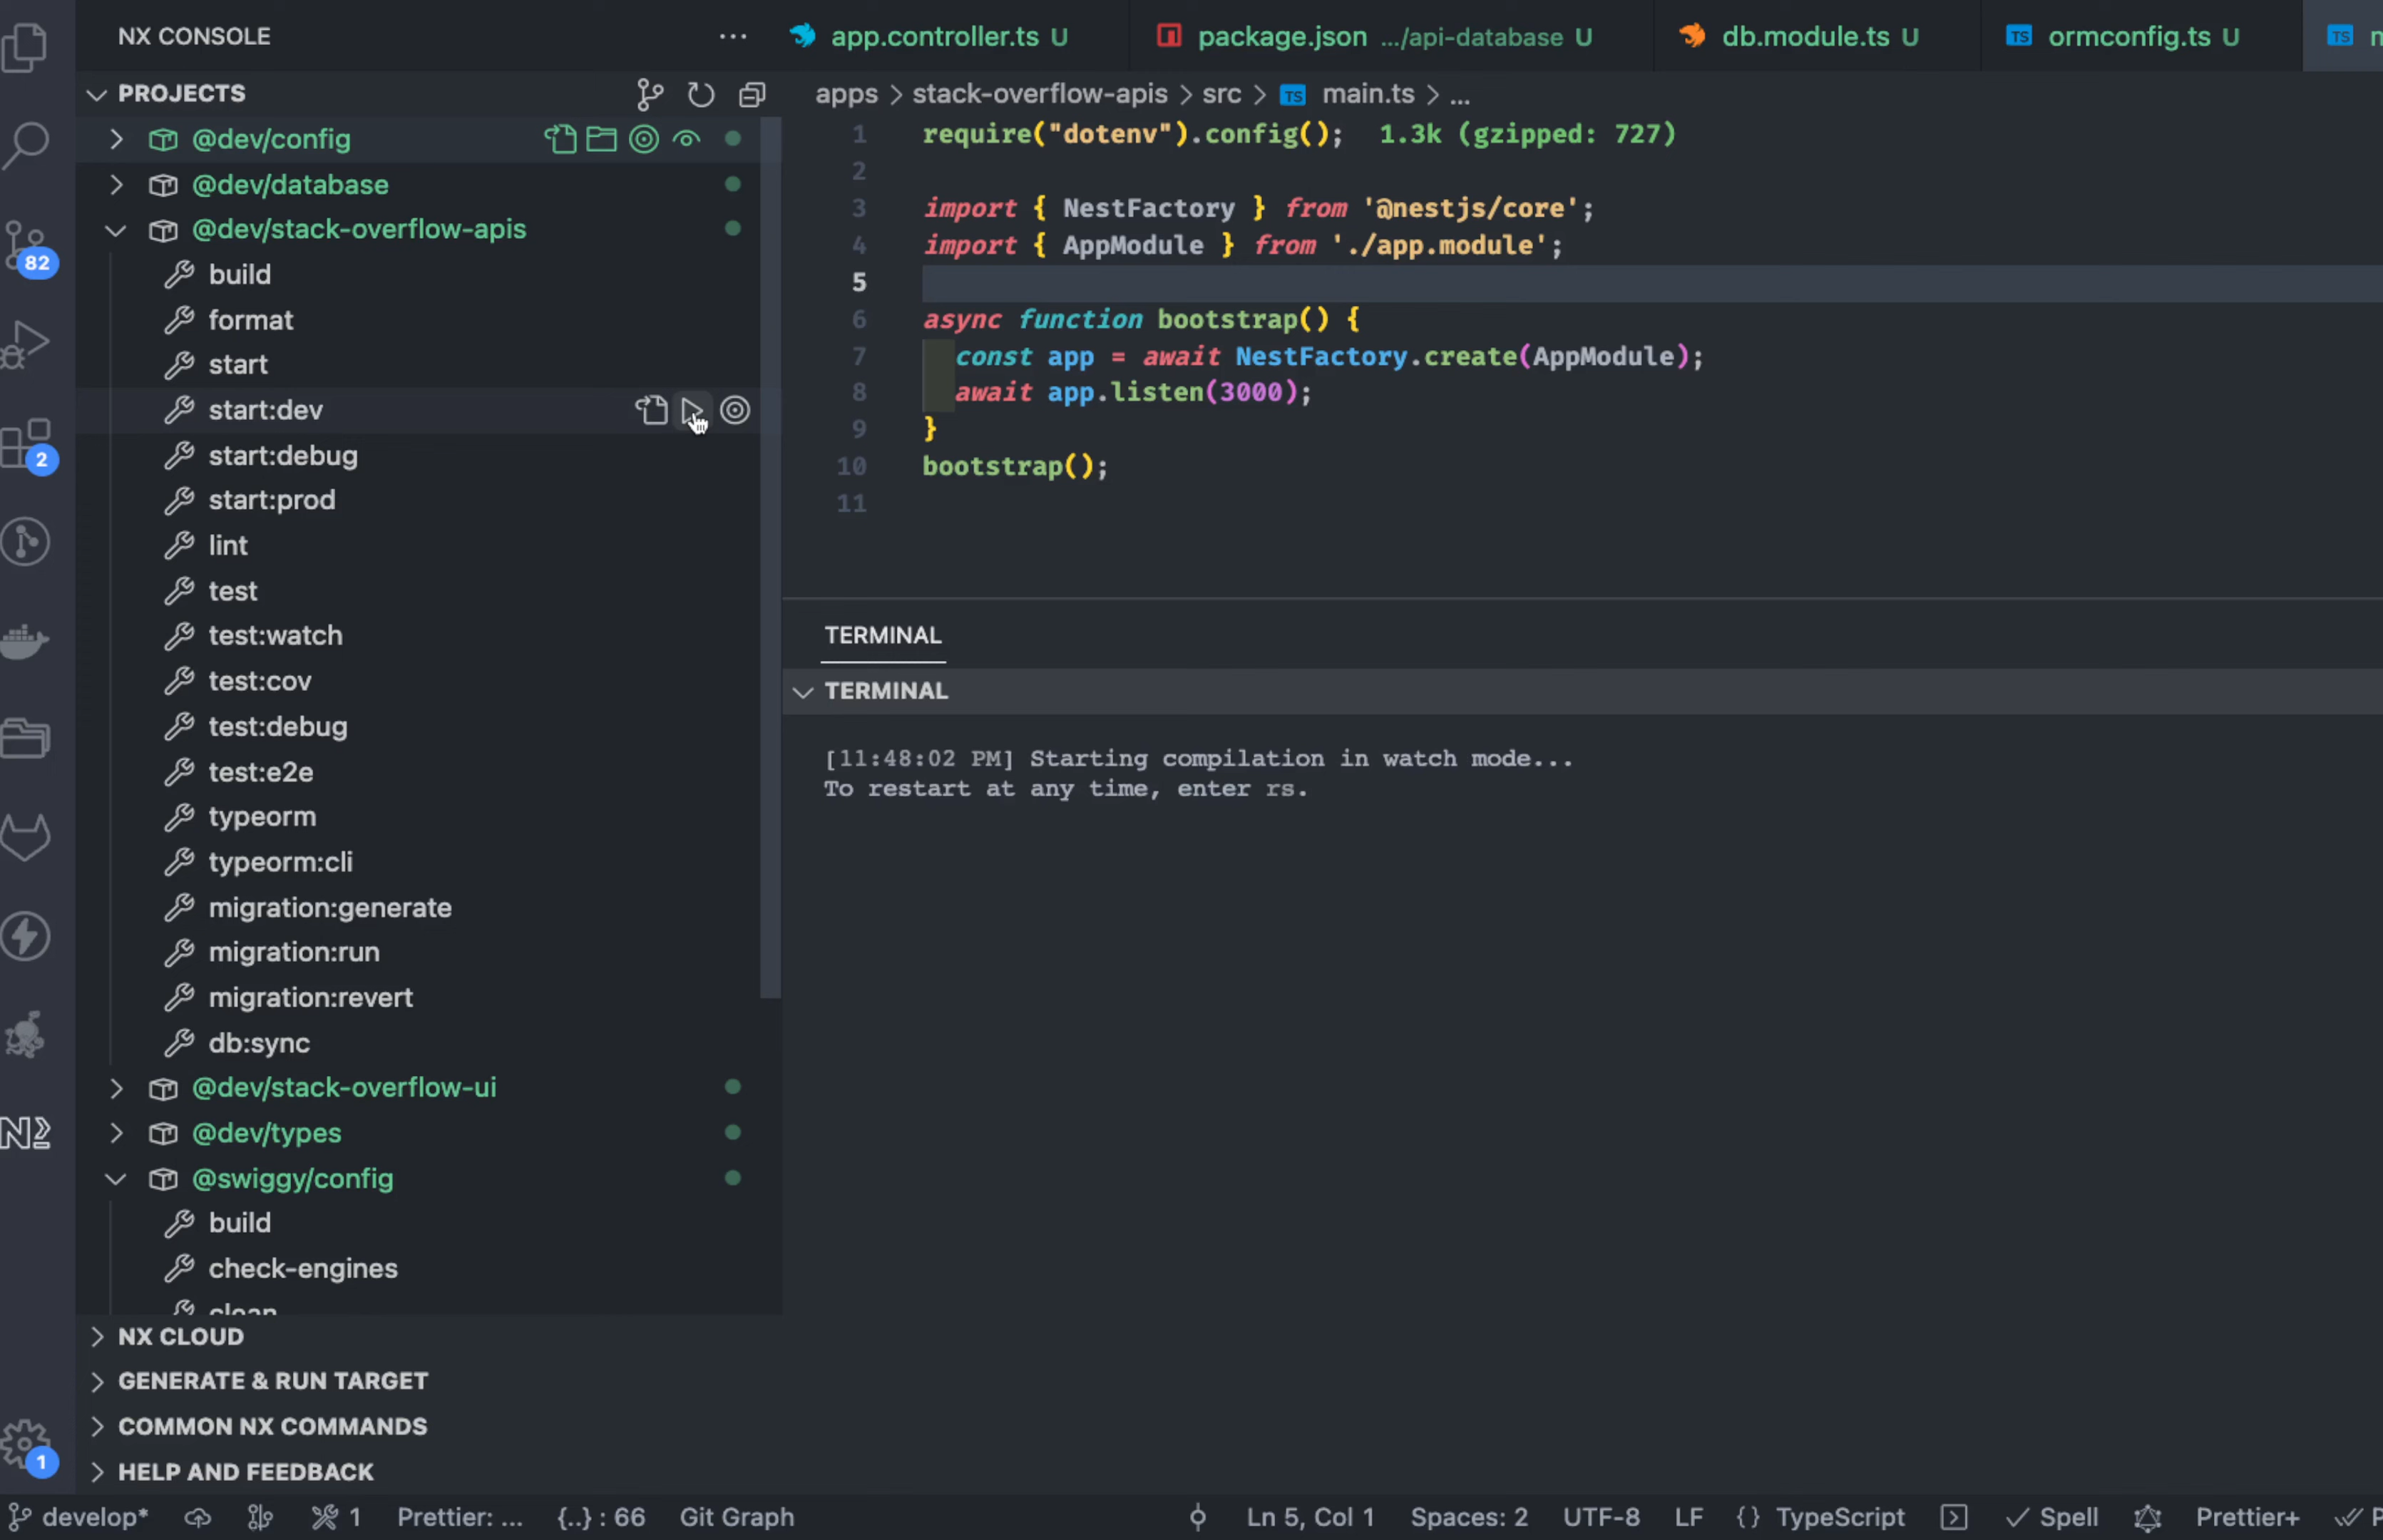 NX CONSOLE
PROJECTS
@dev/config
@dev/database
@dev/stack-overflow-apis
build
format
start
start:dev
start:debug
start:prod
lint
test
test:watch
test:cov
test:debug
test:e2e
typeorm
typeorm:cli
migration:generate
migration:run
migration:revert
db:sync
@dev/stack-overflow-ui
@dev/types
@swiggy/config
build
check-engines
clean
NX CLOUD
GENERATE & RUN TARGET
COMMON NX COMMANDS
HELP AND FEEDBACK
82
2
1
app.controller.ts U
package.json .../api-database U
db.module.ts U
TS ormconfig.ts U
TS
apps > stack-overflow-apis > src > TS main.ts > ...
1 require("dotenv").config(); 1.3k (gzipped: 727)
2
3 import { NestFactory } from '@nestjs/core';
4 import { AppModule } from './app.module';
5
6 async function bootstrap() {
7 const app = await NestFactory.create(AppModule);
8 await app.listen(3000);
9 }
10 bootstrap();
11
TERMINAL
TERMINAL
[11:48:02 PM] Starting compilation in watch mode...
To restart at any time, enter rs.
develop* 1 Prettier: ... {..} : 66 Git Graph Ln 5, Col 1 Spaces: 2 UTF-8 LF {} TypeScript Spell Prettier+